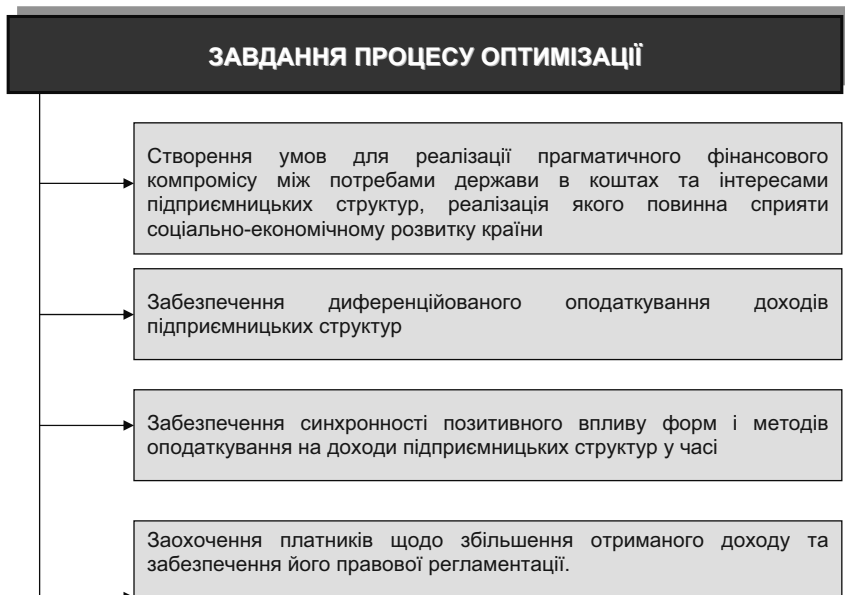 ЗАВДАННЯ ПРОЦЕСУ ОПТИМІЗАЦІЇ
Створення умов для реалізації прагматичного фінансового
компромісу між потребами держави в коштах та інтересами
підприємницьких структур, реалізація якого повинна сприяти
соціально-економічному розвитку країни
Забезпечення диференційованого оподаткування доходів
підприємницьких структур
Забезпечення синхронності позитивного впливу форм і методів
оподаткування на доходи підприємницьких структур у часі
Заохочення платників щодо збільшення отриманого доходу та
забезпечення його правової регламентації.